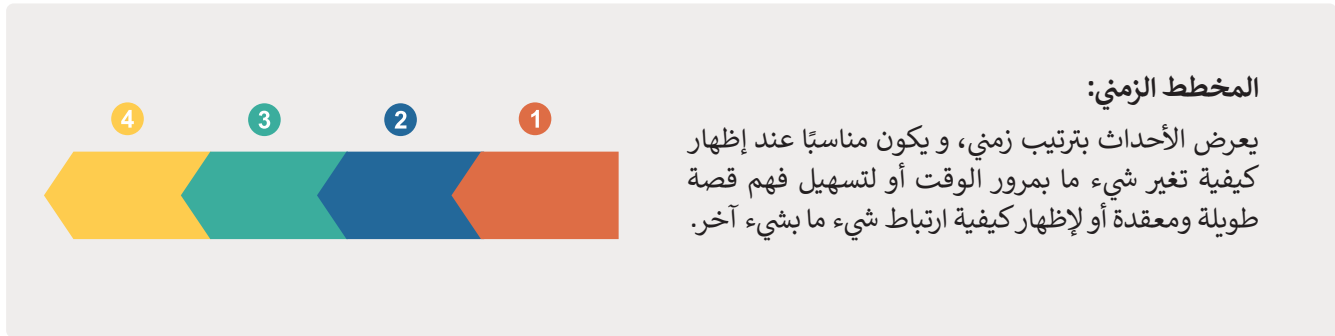 المخطط الزمني:
يعرض الأحداث بترتيب زمني، و يكون مناسبًا عند إظهار
كيفية تغير شيء ما بمرور الوقت أو لتسهيل فهم قصة
طويلة ومعقدة أو لإظهار كيفية ارتباط شيء ما بشيء آخر.
1
2
3
4